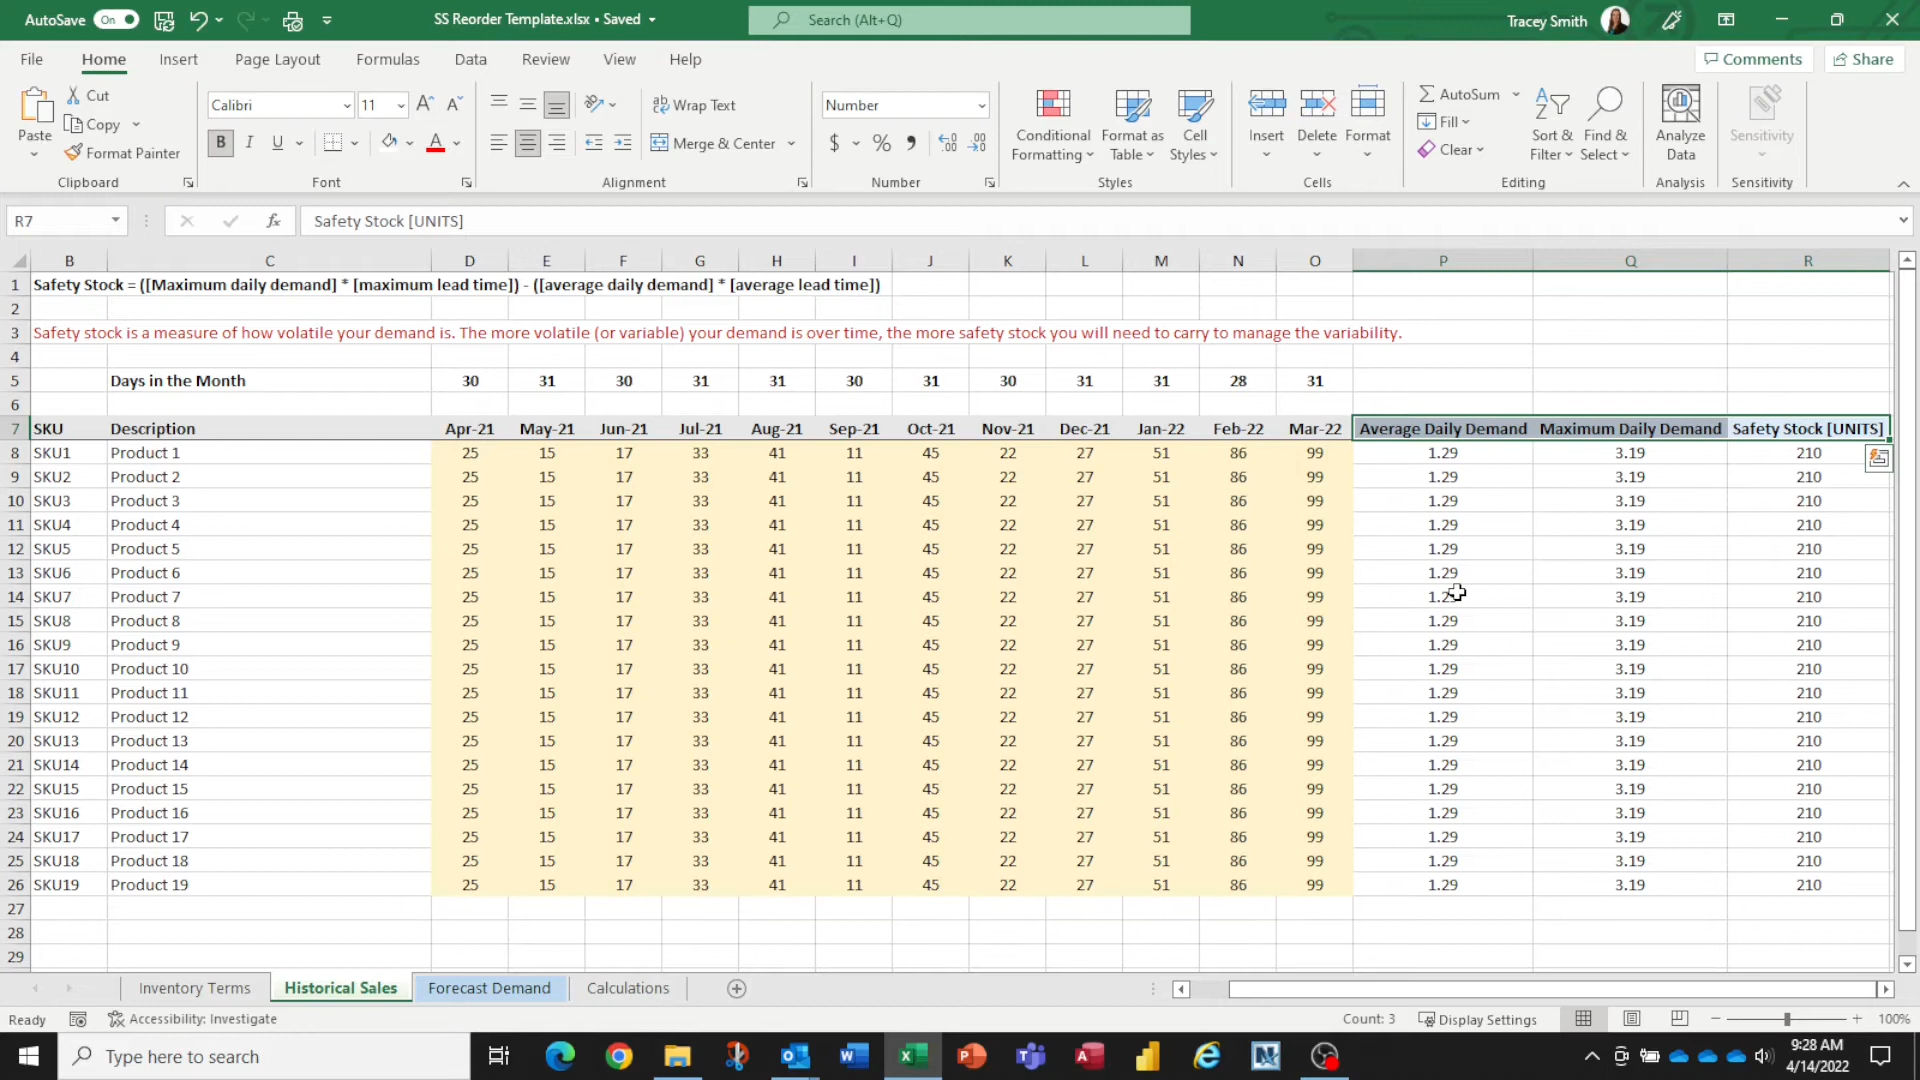 AutoSave On SS Reorder Template.xlsx • Saved Search (Alt+Q) Tracey Smith
File Home Insert Page Layout Formulas Data Review View Help Comments Share
Paste Cut Copy Format Painter Clipboard
Calibri 11 B I U A Font
Wrap Text Merge & Center Alignment
Number $ % Number
Conditional Formatting Format as Table Cell Styles Styles
Insert Delete Format Cells
AutoSum Fill Clear Sort & Filter Find & Select Editing
Analyze Data Analysis
Sensitivity Sensitivity
R7 fx Safety Stock [UNITS]
B C D E F G H I J K L M N O P Q R
1 Safety Stock = ([Maximum daily demand] * [maximum lead time]) - ([average daily demand] * [average lead time])
2
3 Safety stock is a measure of how volatile your demand is. The more volatile (or variable) your demand is over time, the more safety stock you will need to carry to manage the variability.
4
5 Days in the Month 30 31 30 31 31 30 31 30 31 31 28 31
6
7 SKU Description Apr-21 May-21 Jun-21 Jul-21 Aug-21 Sep-21 Oct-21 Nov-21 Dec-21 Jan-22 Feb-22 Mar-22 Average Daily Demand Maximum Daily Demand Safety Stock [UNITS]
8 SKU1 Product 1 25 15 17 33 41 11 45 22 27 51 86 99 1.29 3.19 210
9 SKU2 Product 2 25 15 17 33 41 11 45 22 27 51 86 99 1.29 3.19 210
10 SKU3 Product 3 25 15 17 33 41 11 45 22 27 51 86 99 1.29 3.19 210
11 SKU4 Product 4 25 15 17 33 41 11 45 22 27 51 86 99 1.29 3.19 210
12 SKU5 Product 5 25 15 17 33 41 11 45 22 27 51 86 99 1.29 3.19 210
13 SKU6 Product 6 25 15 17 33 41 11 45 22 27 51 86 99 1.29 3.19 210
14 SKU7 Product 7 25 15 17 33 41 11 45 22 27 51 86 99 1.29 3.19 210
15 SKU8 Product 8 25 15 17 33 41 11 45 22 27 51 86 99 1.29 3.19 210
16 SKU9 Product 9 25 15 17 33 41 11 45 22 27 51 86 99 1.29 3.19 210
17 SKU10 Product 10 25 15 17 33 41 11 45 22 27 51 86 99 1.29 3.19 210
18 SKU11 Product 11 25 15 17 33 41 11 45 22 27 51 86 99 1.29 3.19 210
19 SKU12 Product 12 25 15 17 33 41 11 45 22 27 51 86 99 1.29 3.19 210
20 SKU13 Product 13 25 15 17 33 41 11 45 22 27 51 86 99 1.29 3.19 210
21 SKU14 Product 14 25 15 17 33 41 11 45 22 27 51 86 99 1.29 3.19 210
22 SKU15 Product 15 25 15 17 33 41 11 45 22 27 51 86 99 1.29 3.19 210
23 SKU16 Product 16 25 15 17 33 41 11 45 22 27 51 86 99 1.29 3.19 210
24 SKU17 Product 17 25 15 17 33 41 11 45 22 27 51 86 99 1.29 3.19 210
25 SKU18 Product 18 25 15 17 33 41 11 45 22 27 51 86 99 1.29 3.19 210
26 SKU19 Product 19 25 15 17 33 41 11 45 22 27 51 86 99 1.29 3.19 210
27
28
29
Inventory Terms Historical Sales Forecast Demand Calculations
Ready Accessibility: Investigate Count: 3 Display Settings 100%
Type here to search 9:28 AM
4/14/2022